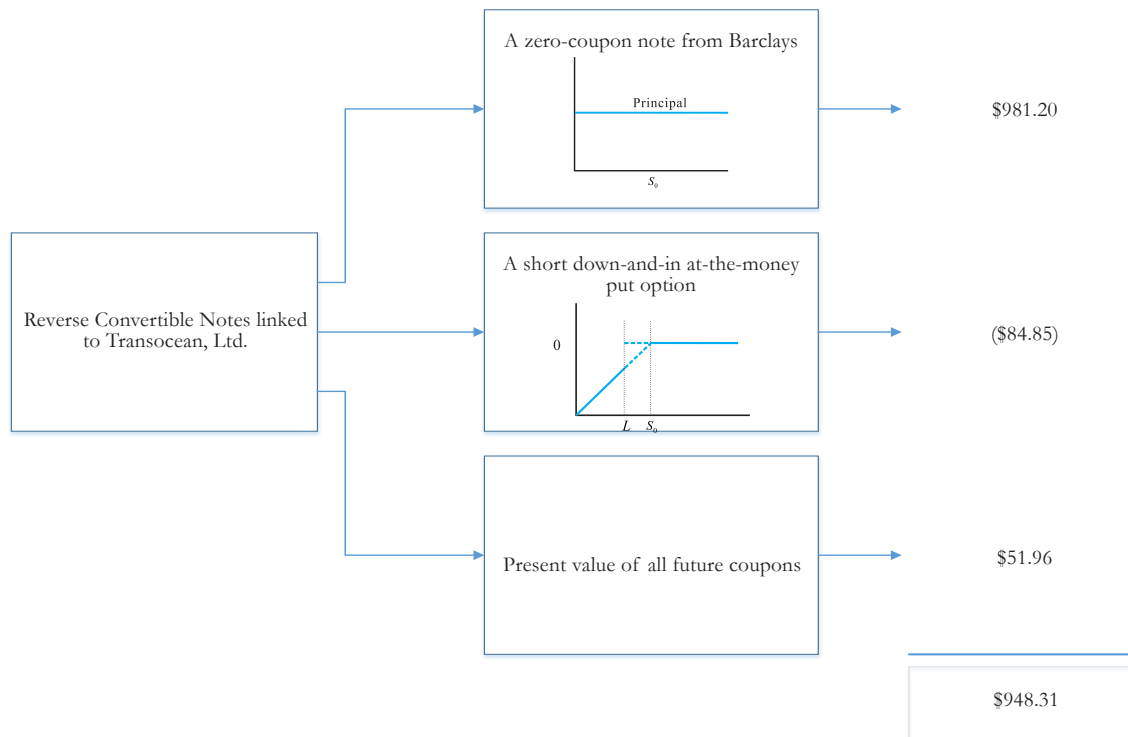 A zero-coupon note from Barclays
Principal
S₀
$981.20
Reverse Convertible Notes linked
to Transocean, Ltd.
A short down-and-in at-the-money
put option
0
L S₀
($84.85)
Present value of all future coupons
$51.96
$948.31